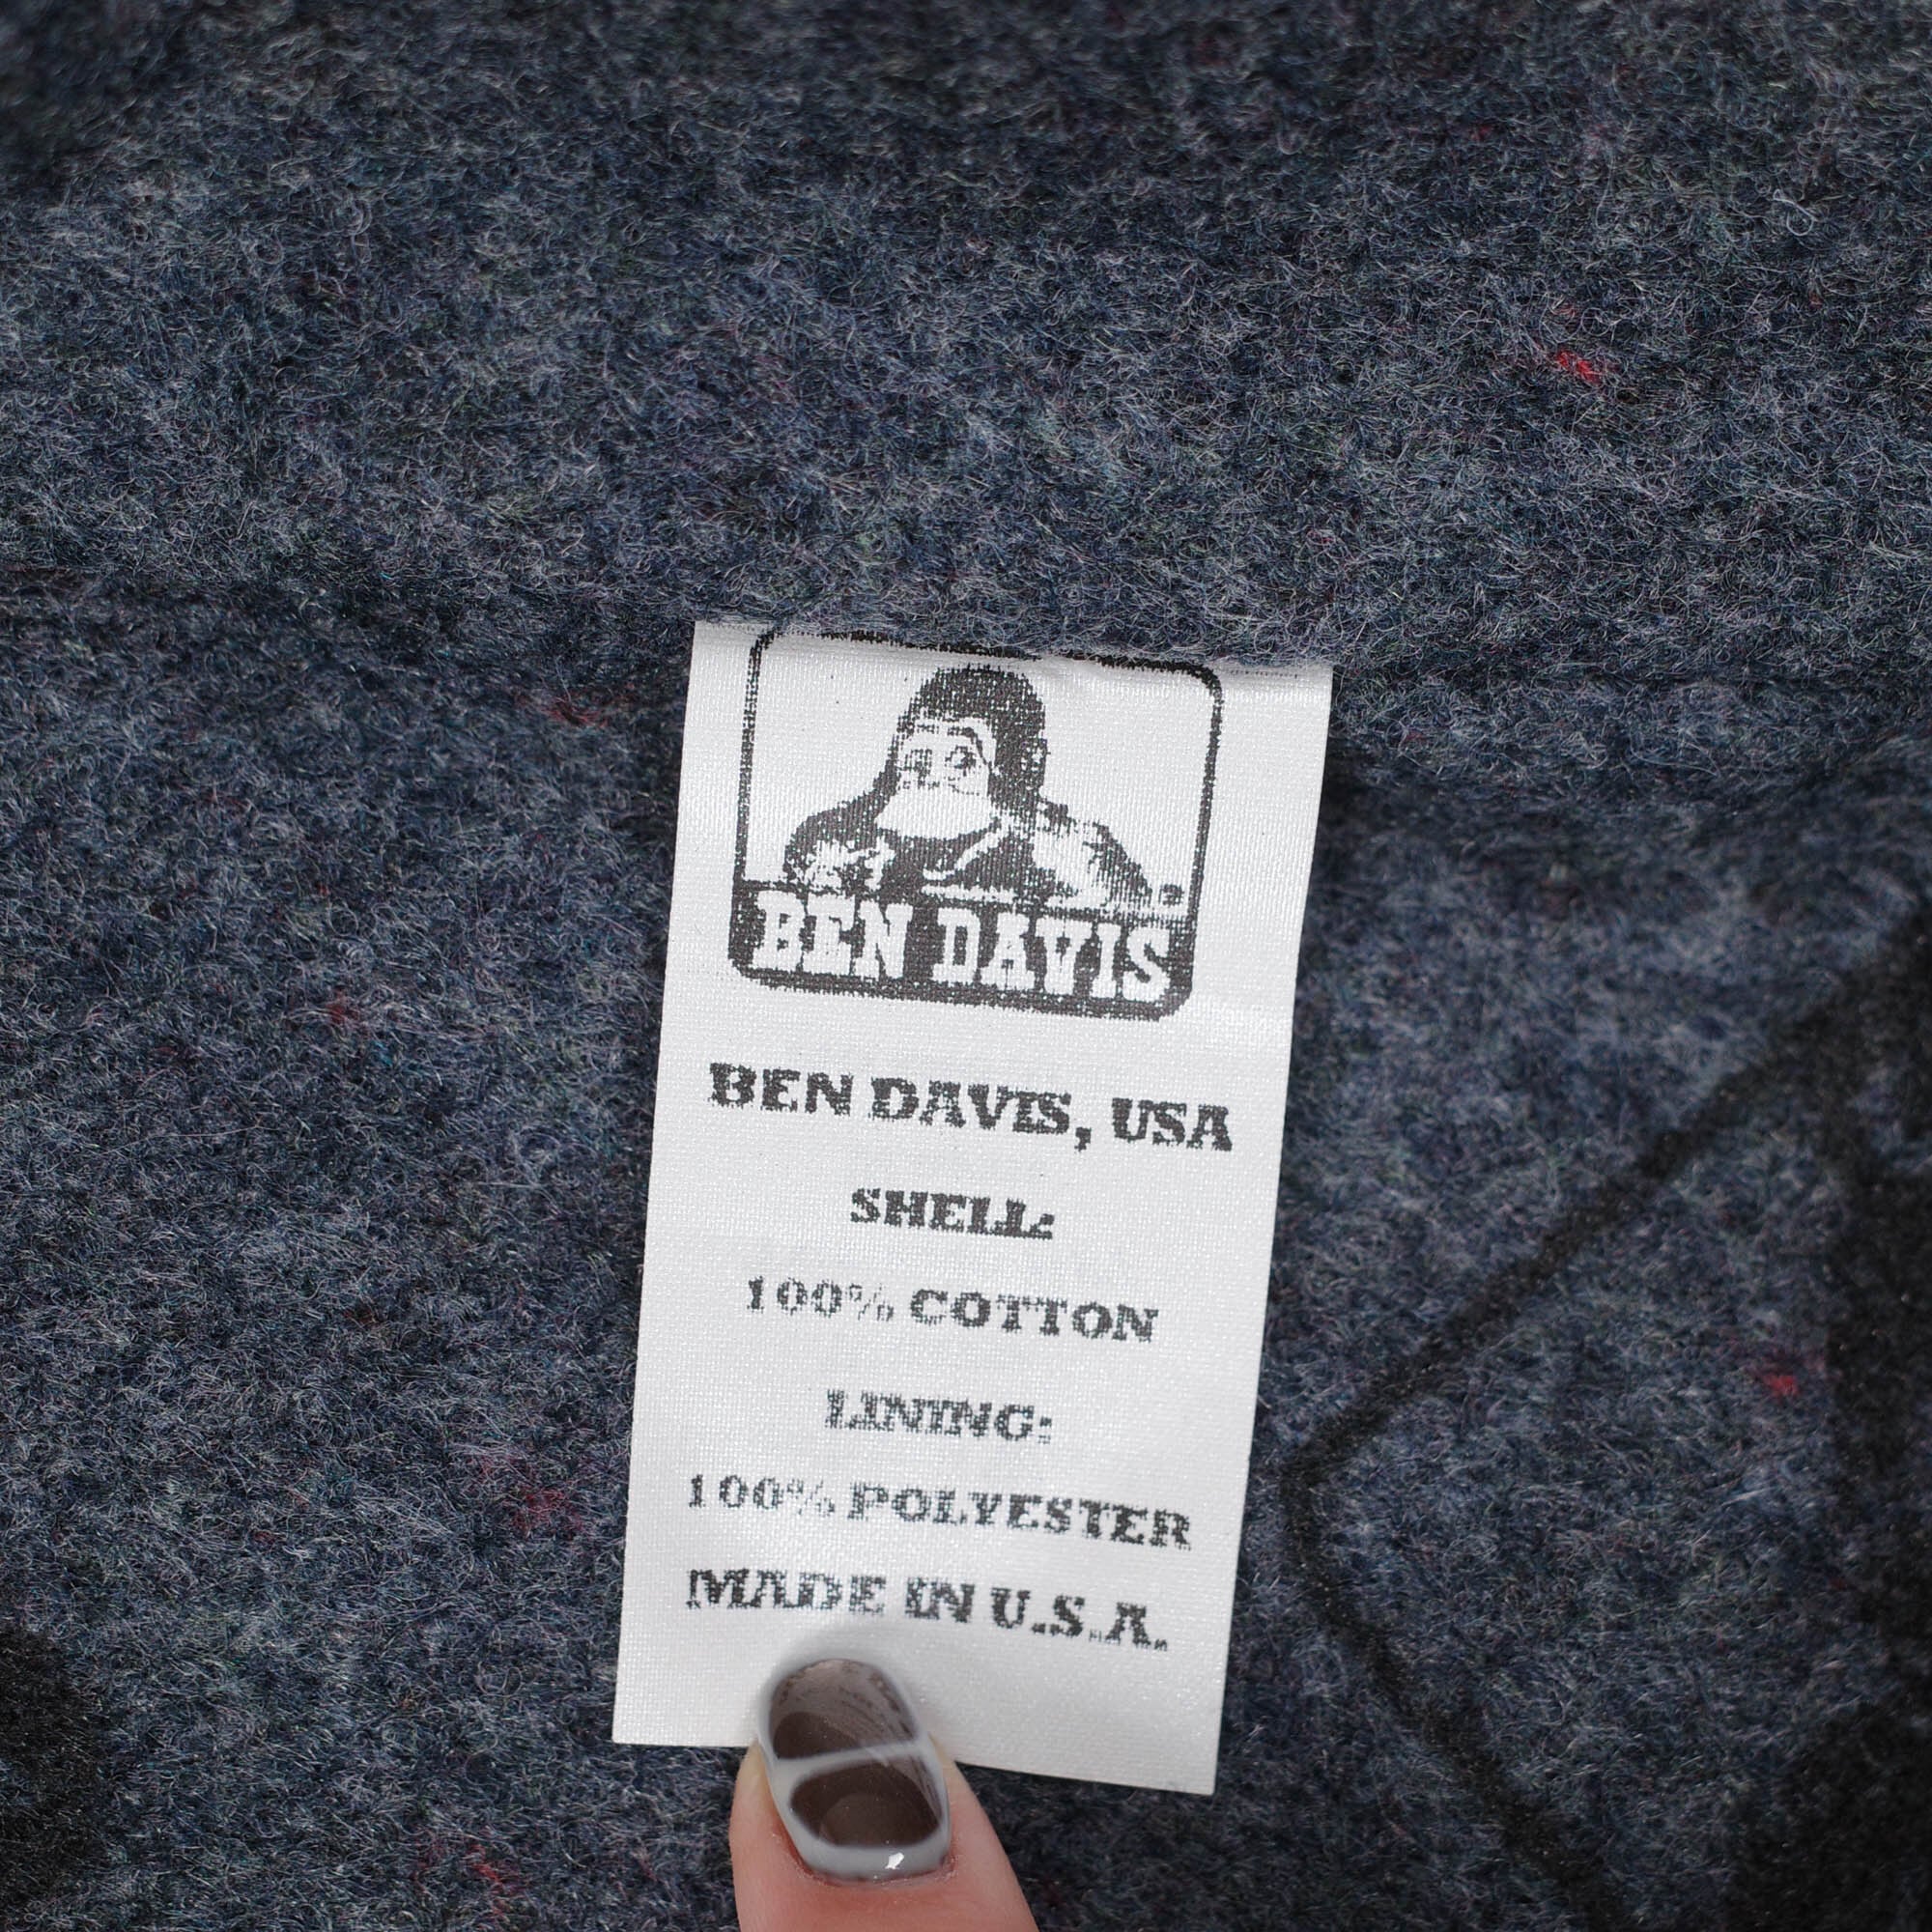 BEN DAVIS
BEN DAVIS, USA
SHELL:
100% COTTON
LINING:
100% POLYESTER
MADE IN U.S.A.